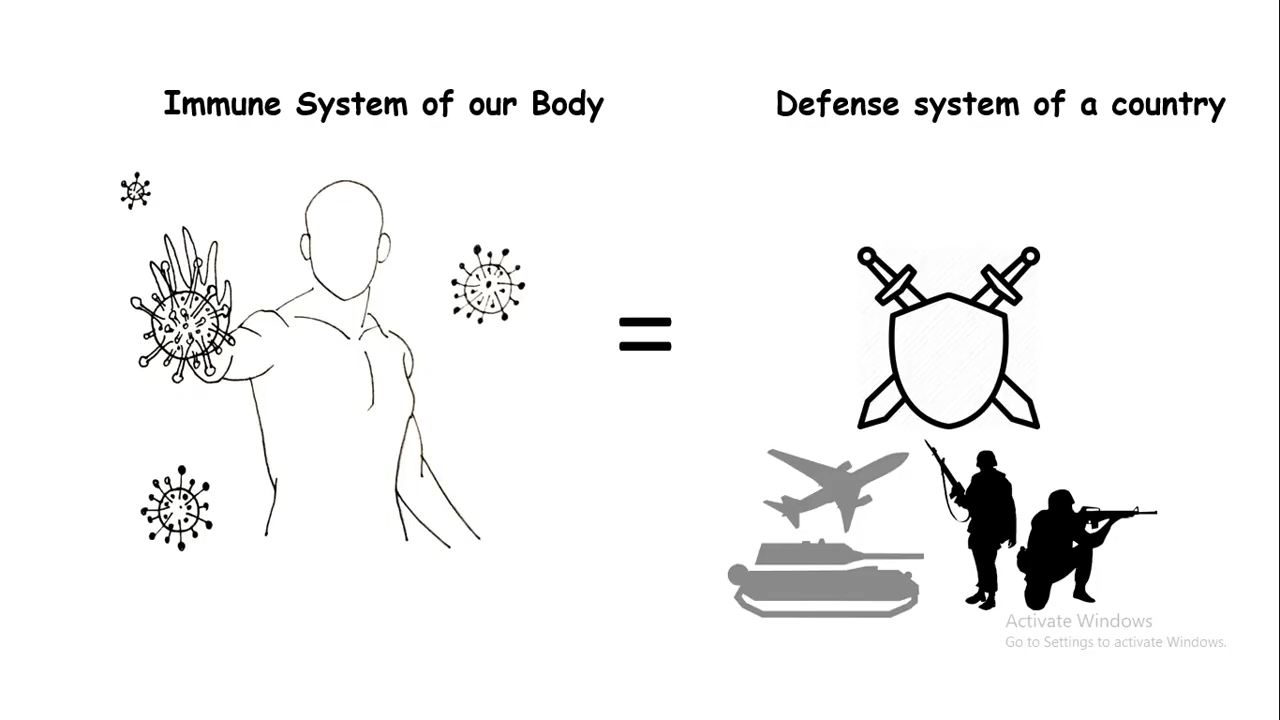 Immune System of our Body
Defense system of a country
=
Activate Windows
Go to Settings to activate Windows.